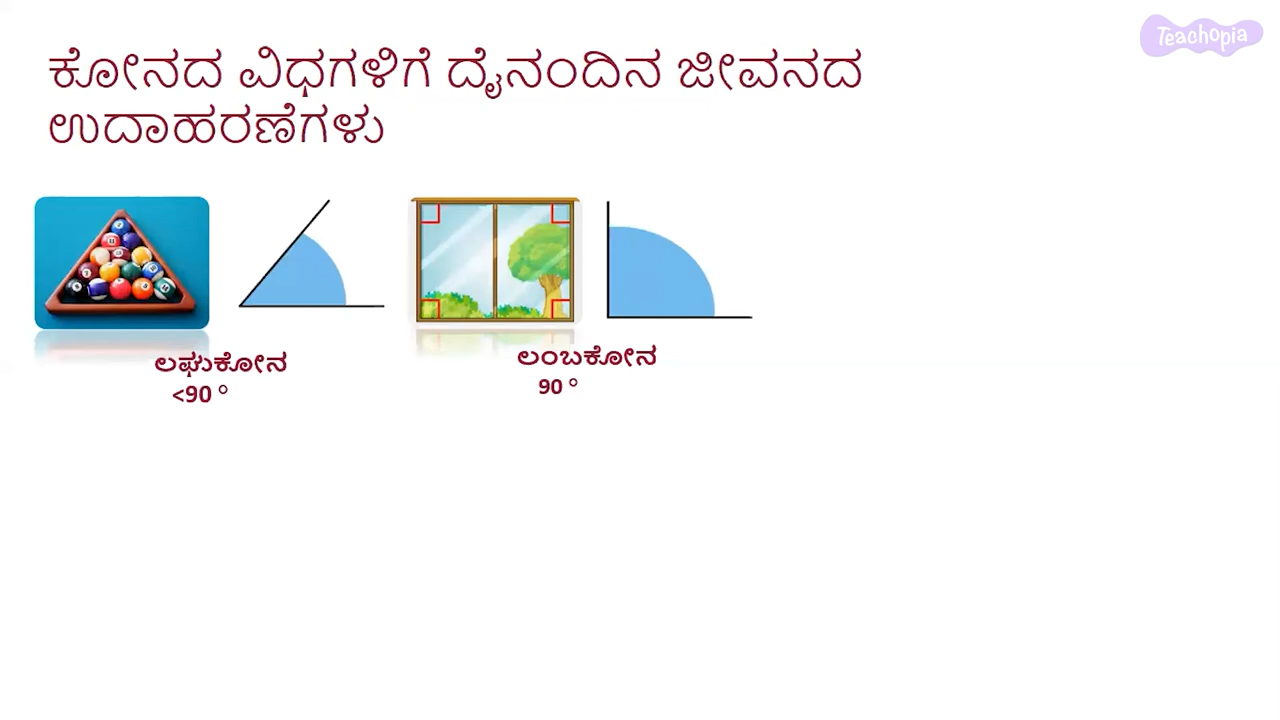 Teachopia
ಕೋನದ ವಿಧಗಳಿಗೆ ದೈನಂದಿನ ಜೀವನದ
ಉದಾಹರಣೆಗಳು
ಲಘುಕೋನ
<90 °
ಲಂಬಕೋನ
90 °